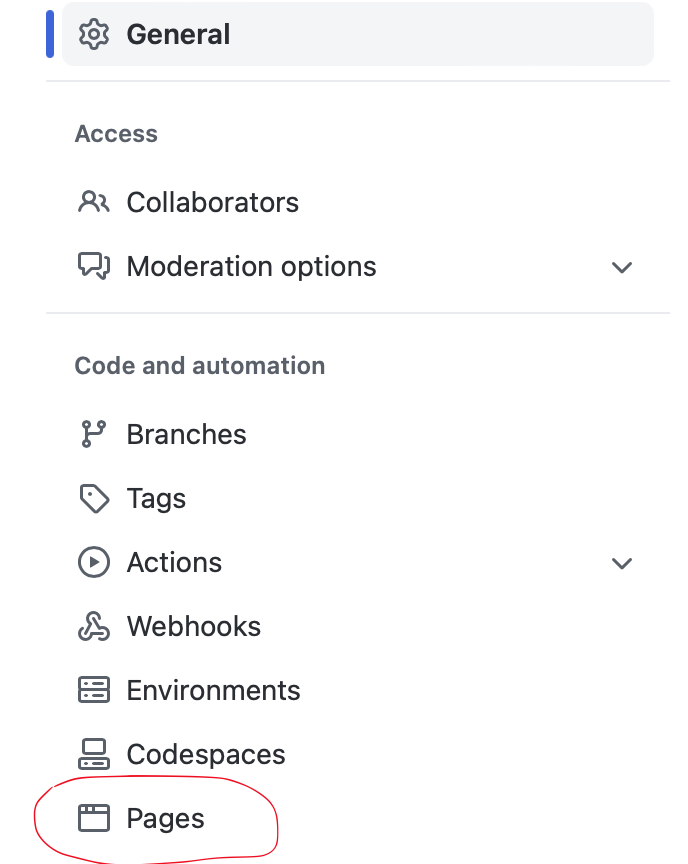 General
Access
Collaborators
Moderation options
Code and automation
Branches
Tags
Actions
Webhooks
Environments
Codespaces
Pages